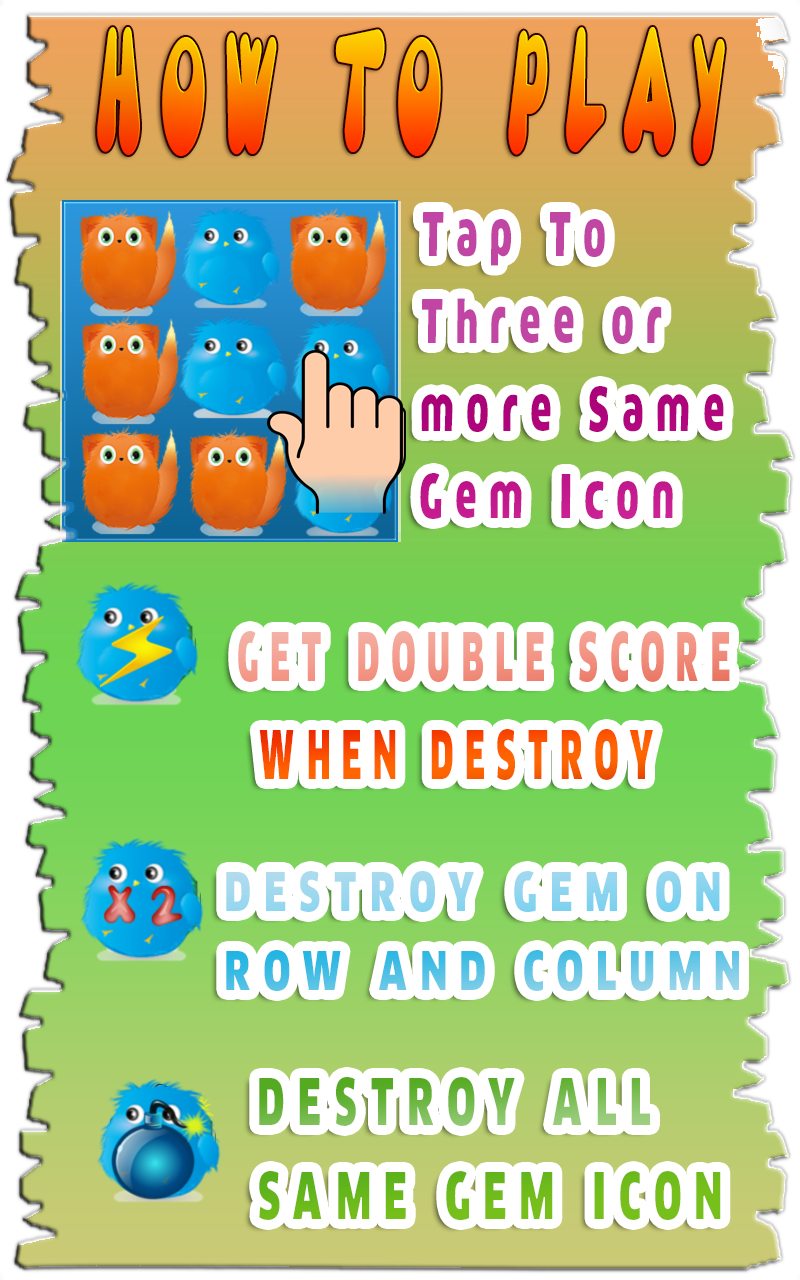 HOW TO PLAY
Tap To
Three or
more Same
Gem Icon
GET DOUBLE SCORE
WHEN DESTROY
X 2
DESTROY GEM ON
ROW AND COLUMN
DESTROY ALL
SAME GEM ICON